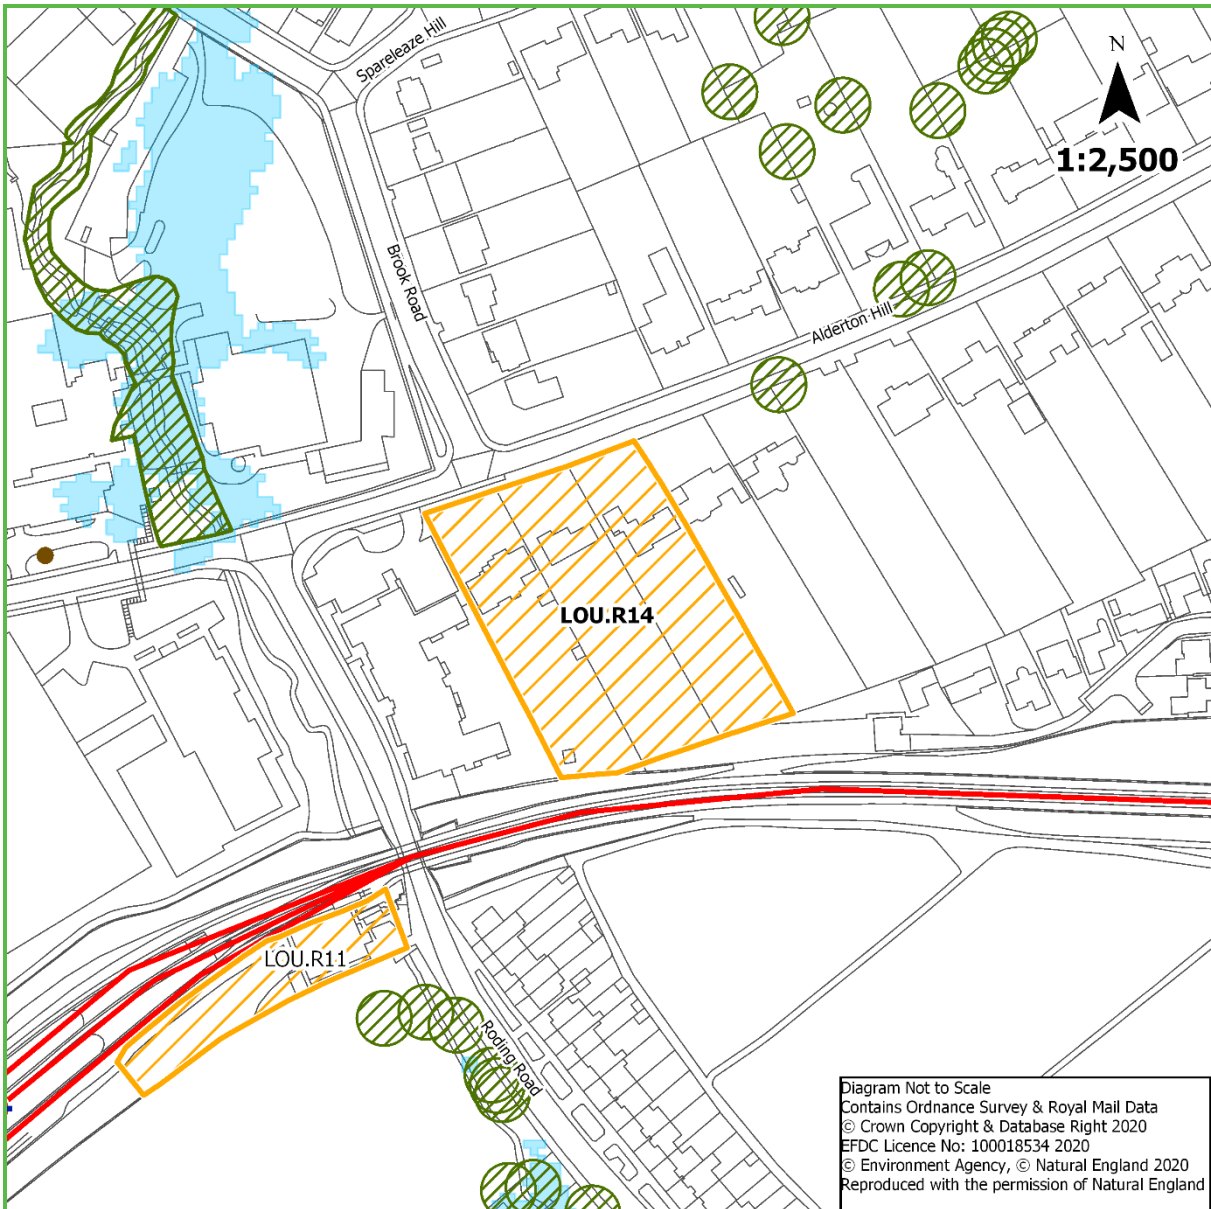 Spareleaze Hill
N
1:2,500
Brook Road
Alderton Hill
LOU.R14
LOU.R11
Roding Road
Diagram Not to Scale
Contains Ordnance Survey & Royal Mail Data
© Crown Copyright & Database Right 2020
EFDC Licence No: 100018534 2020
© Environment Agency, © Natural England 2020
Reproduced with the permission of Natural England